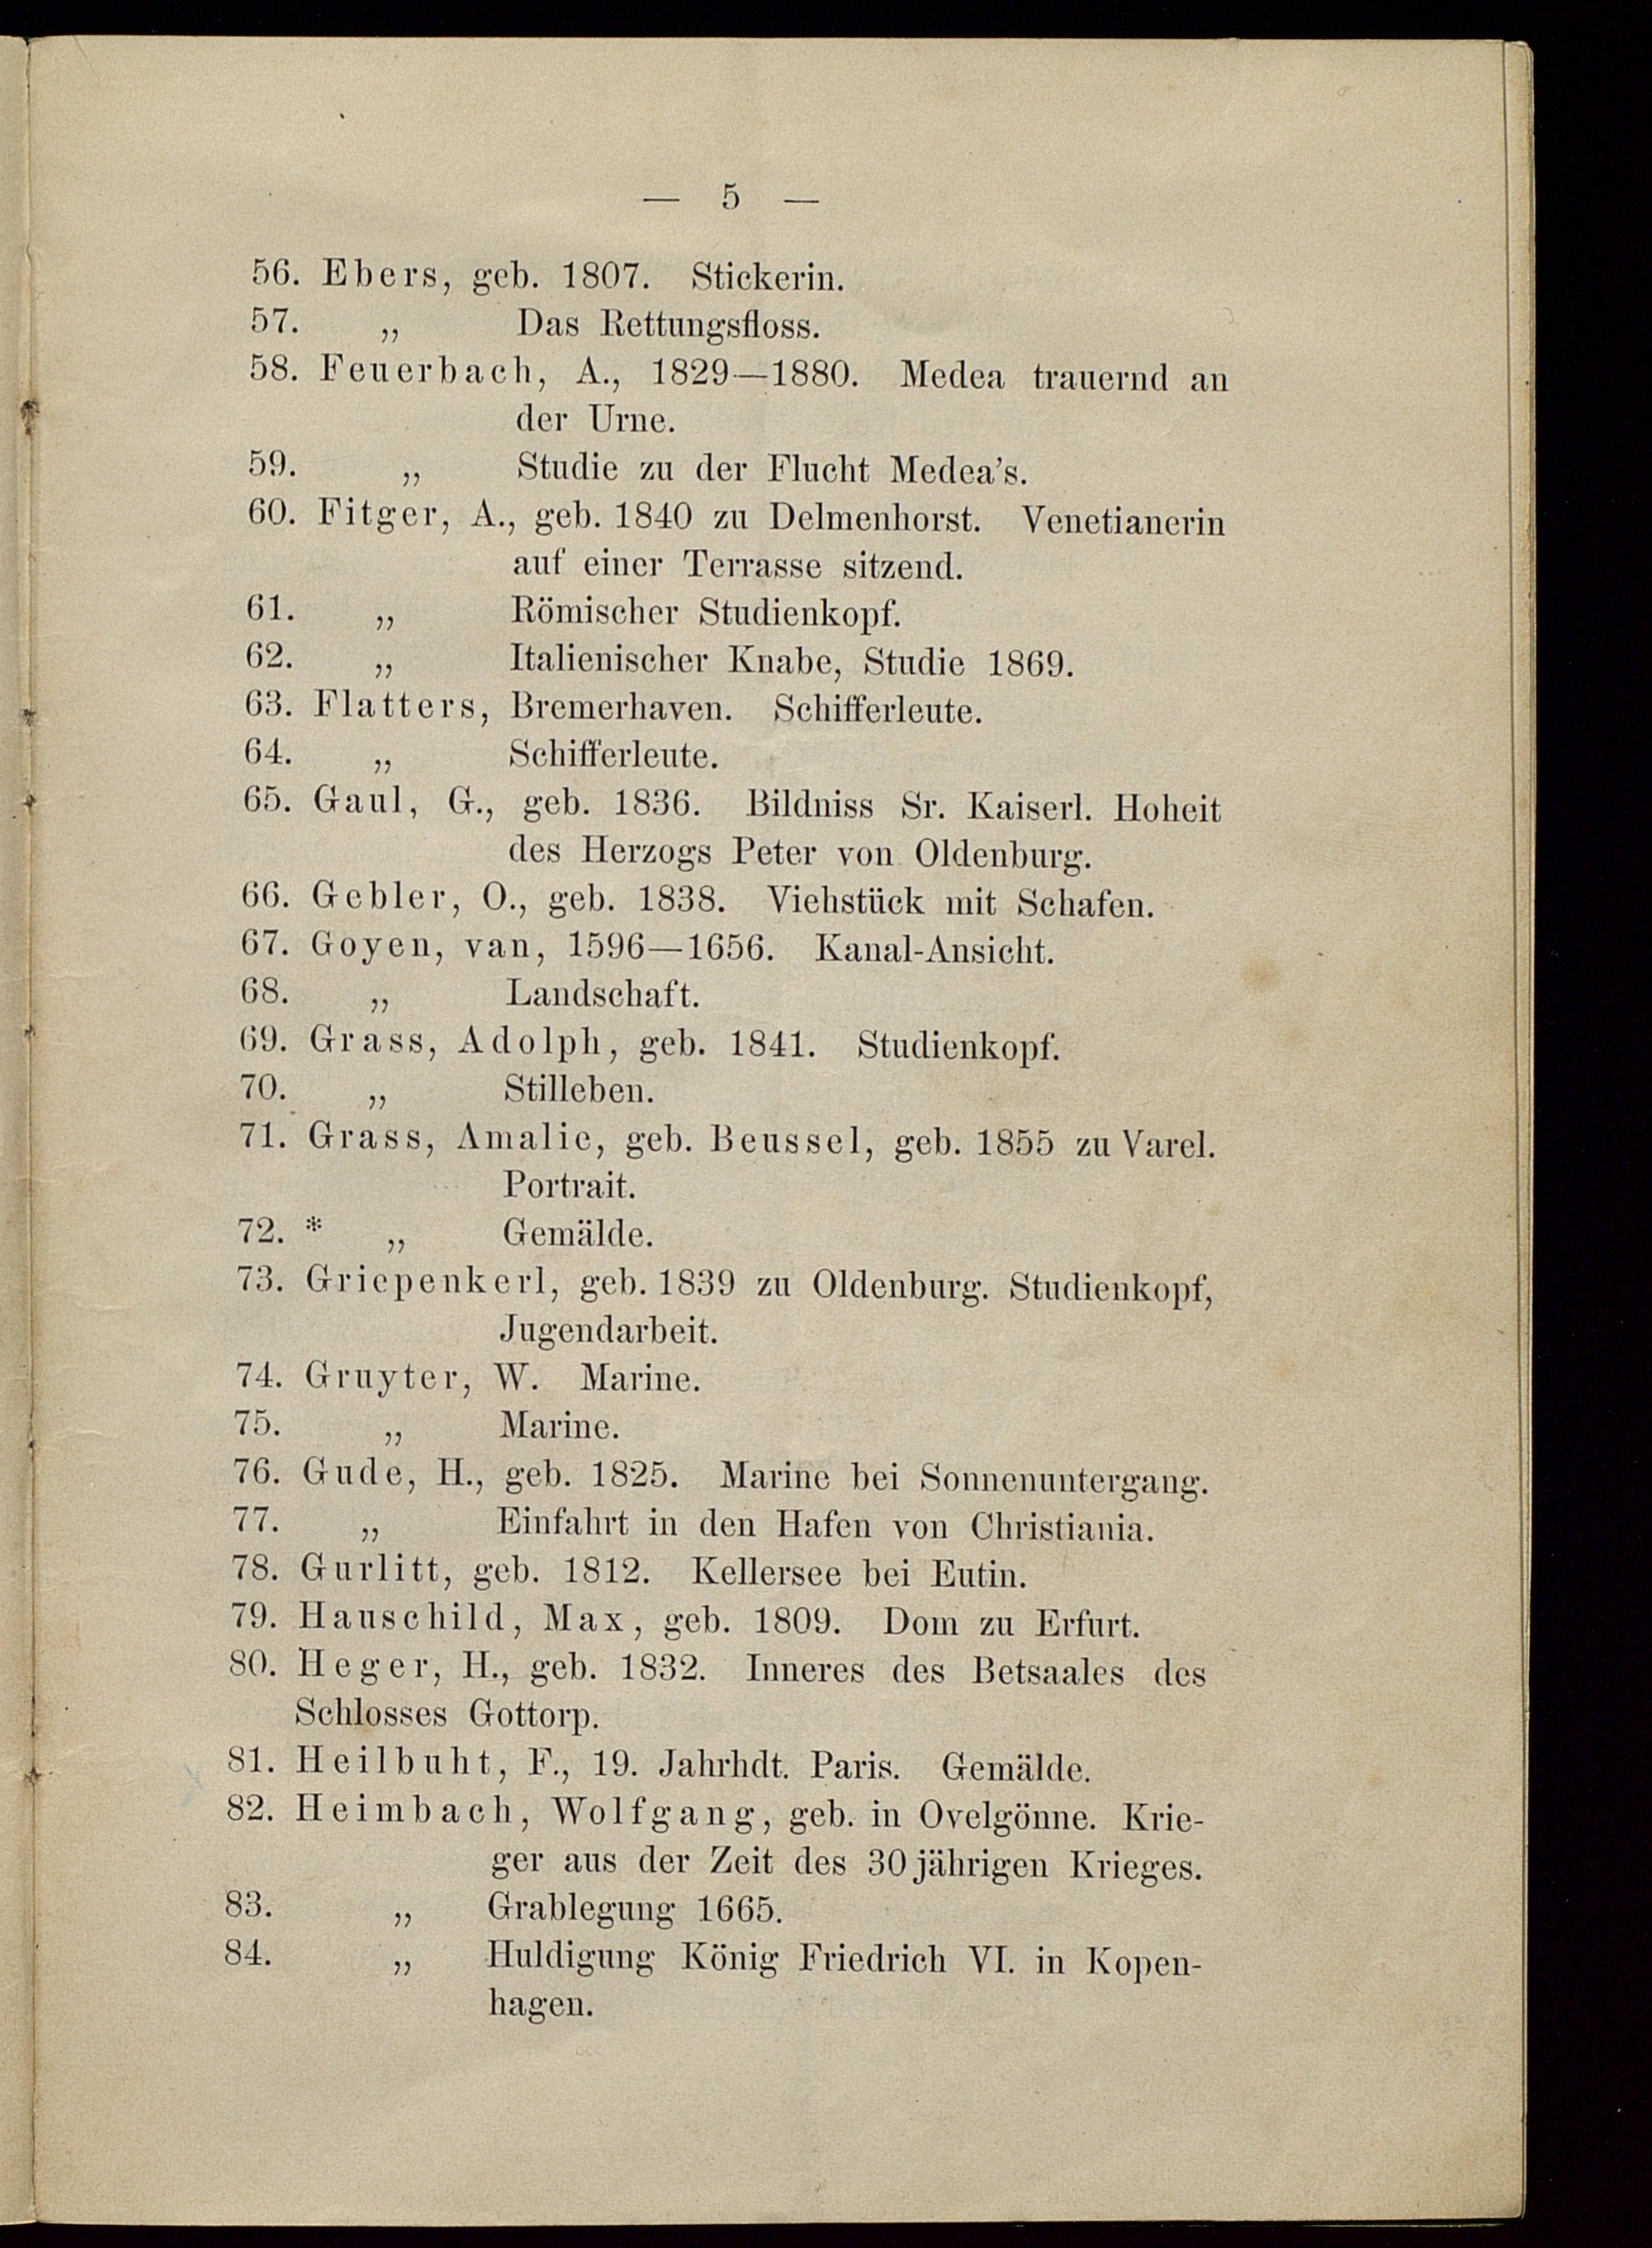 — 5 —
56. Ebers, geb. 1807. Stickerin.
57. „ Das Rettungsfloss.
58. Feuerbach, A., 1829—1880. Medea trauernd an
der Urne.
59. „ Studie zu der Flucht Medea's.
60. Fitger, A., geb. 1840 zu Delmenhorst. Venetianerin
auf einer Terrasse sitzend.
61. „ Römischer Studienkopf.
62. „ Italienischer Knabe, Studie 1869.
63. Flatters, Bremerhaven. Schifferleute.
64. „ Schifferleute.
65. Gaul, G., geb. 1836. Bildniss Sr. Kaiserl. Hoheit
des Herzogs Peter von Oldenburg.
66. Gebler, O., geb. 1838. Viehstück mit Schafen.
67. Goyen, van, 1596—1656. Kanal-Ansicht.
68. „ Landschaft.
69. Grass, Adolph, geb. 1841. Studienkopf.
70. „ Stilleben.
71. Grass, Amalie, geb. Beussel, geb. 1855 zu Varel.
Portrait.
72. * „ Gemälde.
73. Griepenkerl, geb. 1839 zu Oldenburg. Studienkopf,
Jugendarbeit.
74. Gruyter, W. Marine.
75. „ Marine.
76. Gude, H., geb. 1825. Marine bei Sonnenuntergang.
77. „ Einfahrt in den Hafen von Christiania.
78. Gurlitt, geb. 1812. Kellersee bei Eutin.
79. Hauschild, Max, geb. 1809. Dom zu Erfurt.
80. Heger, H., geb. 1832. Inneres des Betsaales des
Schlosses Gottorp.
81. Heilbuht, F., 19. Jahrhdt. Paris. Gemälde.
82. Heimbach, Wolfgang, geb. in Ovelgönne. Krie-
ger aus der Zeit des 30 jährigen Krieges.
83. „ Grablegung 1665.
84. „ Huldigung König Friedrich VI. in Kopen-
hagen.